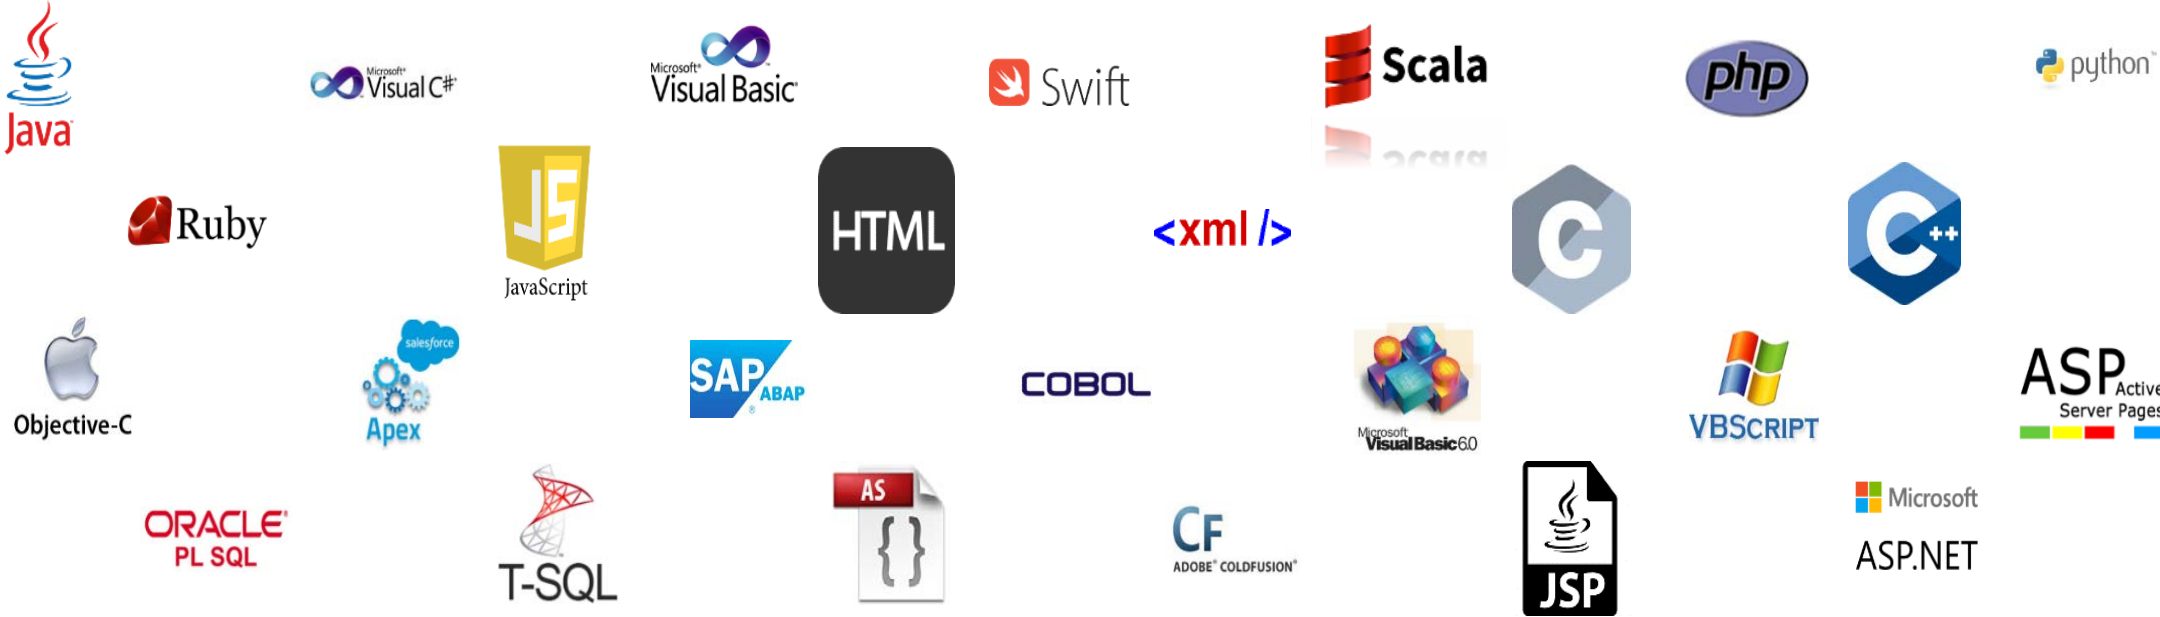 Java™
Microsoft®
Visual C#®
Microsoft®
Visual Basic®
Swift
Scala
php
python™
Ruby
JS
JavaScript
HTML
<xml />
C
C++
Objective-C
salesforce
Apex
SAP®
ABAP
COBOL
Microsoft
Visual Basic 6.0
VBSCRIPT
ASP Active
Server Pages
ORACLE®
PL SQL
T-SQL
AS
{}
CF
ADOBE® COLDFUSION®
JSP
Microsoft
ASP.NET